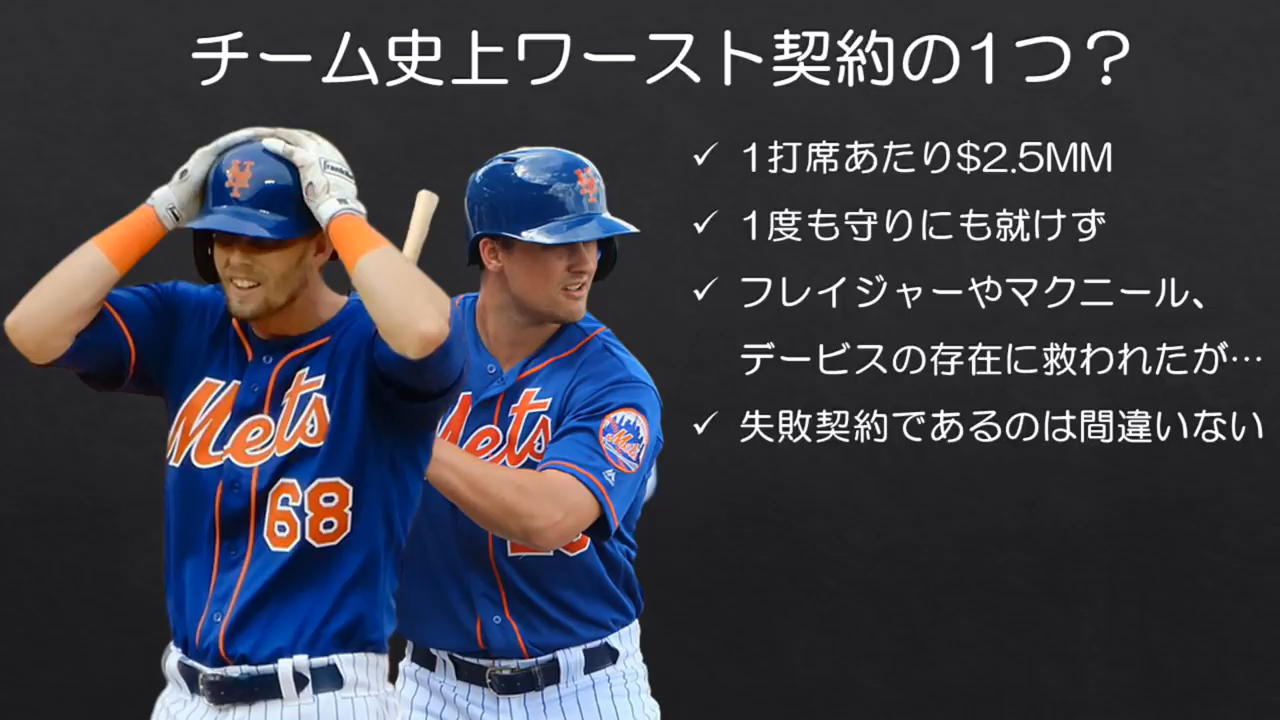 チーム史上ワースト契約の1つ?
✓ 1打席あたり$2.5MM
✓ 1度も守りにも就けず
✓ フレイジャーやマクニール、
デービスの存在に救われたが…
✓ 失敗契約であるのは間違いない
Mets
68
Mets
Mets